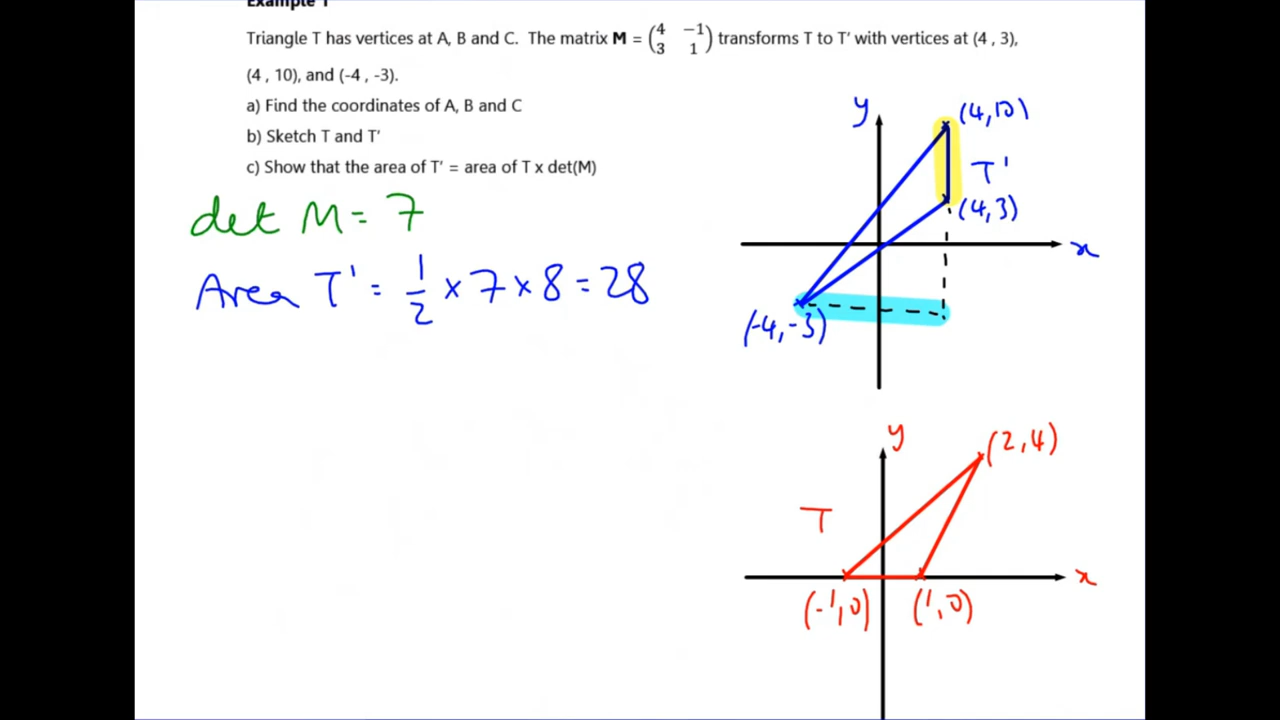 Example 1
Triangle T has vertices at A, B and C. The matrix M = (4 -1
3 1) transforms T to T' with vertices at (4 , 3),
(4 , 10), and (-4 , -3).
a) Find the coordinates of A, B and C
b) Sketch T and T'
c) Show that the area of T' = area of T x det(M)
det M = 7
Area T' = 1/2 × 7 × 8 = 28
y
(4,10)
T'
(4,3)
x
(-4,-3)
y
(2,4)
T
x
(-1,0)
(1,0)